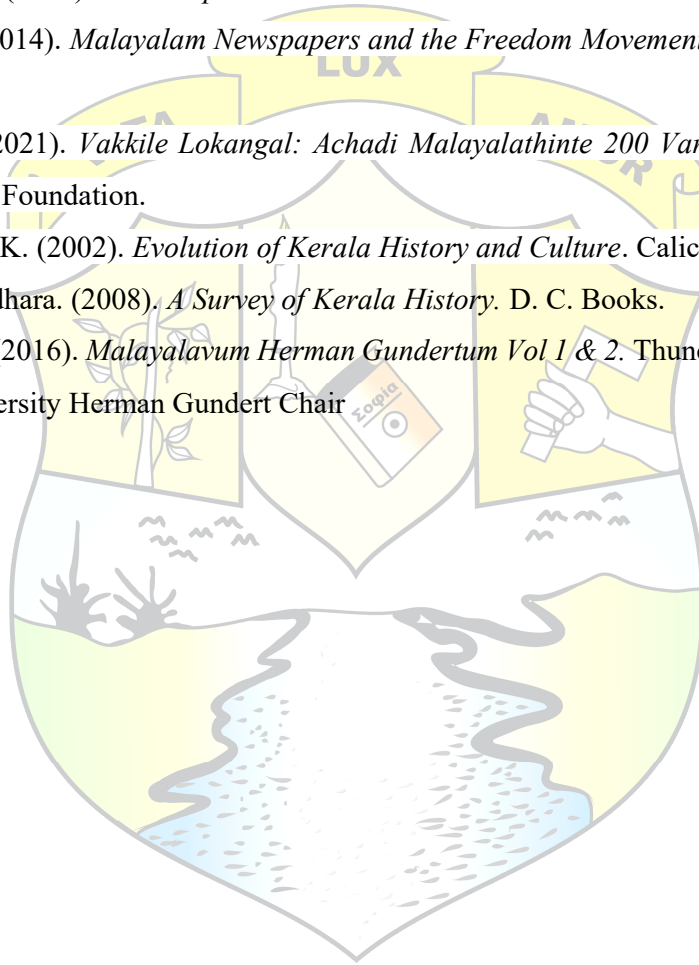 014). Malayalam Newspapers and the Freedom Movement
LUX
2021). Vakkile Lokangal: Achadi Malayalathinte 200 Var
Foundation.
K. (2002). Evolution of Kerala History and Culture. Calic
dhara. (2008). A Survey of Kerala History. D. C. Books.
2016). Malayalavum Herman Gundertum Vol 1 & 2. Thunc
ersity Herman Gundert Chair
Σοφία